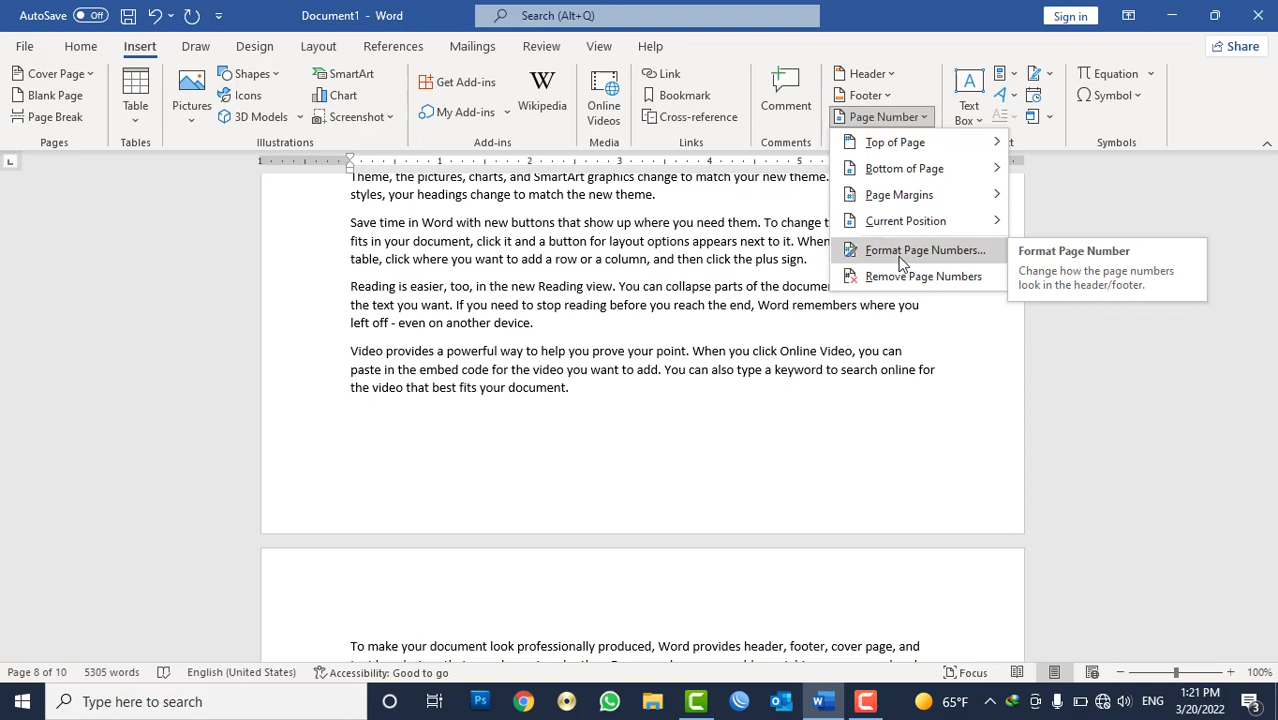 AutoSave Off Document1 - Word Search (Alt+Q) Sign in
File Home Insert Draw Design Layout References Mailings Review View Help Share
Cover Page
Blank Page
Page Break
Pages
Table
Tables
Pictures
Shapes
Icons
3D Models
SmartArt
Chart
Screenshot
Illustrations
Get Add-ins
My Add-ins
W
Wikipedia
Add-ins
Online
Videos
Media
Link
Bookmark
Cross-reference
Links
Comment
Comments
Header
Footer
Page Number
A
Text
Box
Equation
Symbol
Symbols
Top of Page
Bottom of Page
Page Margins
Current Position
Format Page Numbers...
Remove Page Numbers
Format Page Number
Change how the page numbers
look in the header/footer.
1 1 2 3 4 5
Theme, the pictures, charts, and SmartArt graphics change to match your new theme.
styles, your headings change to match the new theme.
Save time in Word with new buttons that show up where you need them. To change t
fits in your document, click it and a button for layout options appears next to it. When
table, click where you want to add a row or a column, and then click the plus sign.
Reading is easier, too, in the new Reading view. You can collapse parts of the docume
the text you want. If you need to stop reading before you reach the end, Word remembers where you
left off - even on another device.
Video provides a powerful way to help you prove your point. When you click Online Video, you can
paste in the embed code for the video you want to add. You can also type a keyword to search online for
the video that best fits your document.
To make your document look professionally produced, Word provides header, footer, cover page, and
Page 8 of 10 5305 words English (United States) Accessibility: Good to go Focus 100%
Type here to search Ps W 65°F ENG 1:21 PM
3/20/2022 3